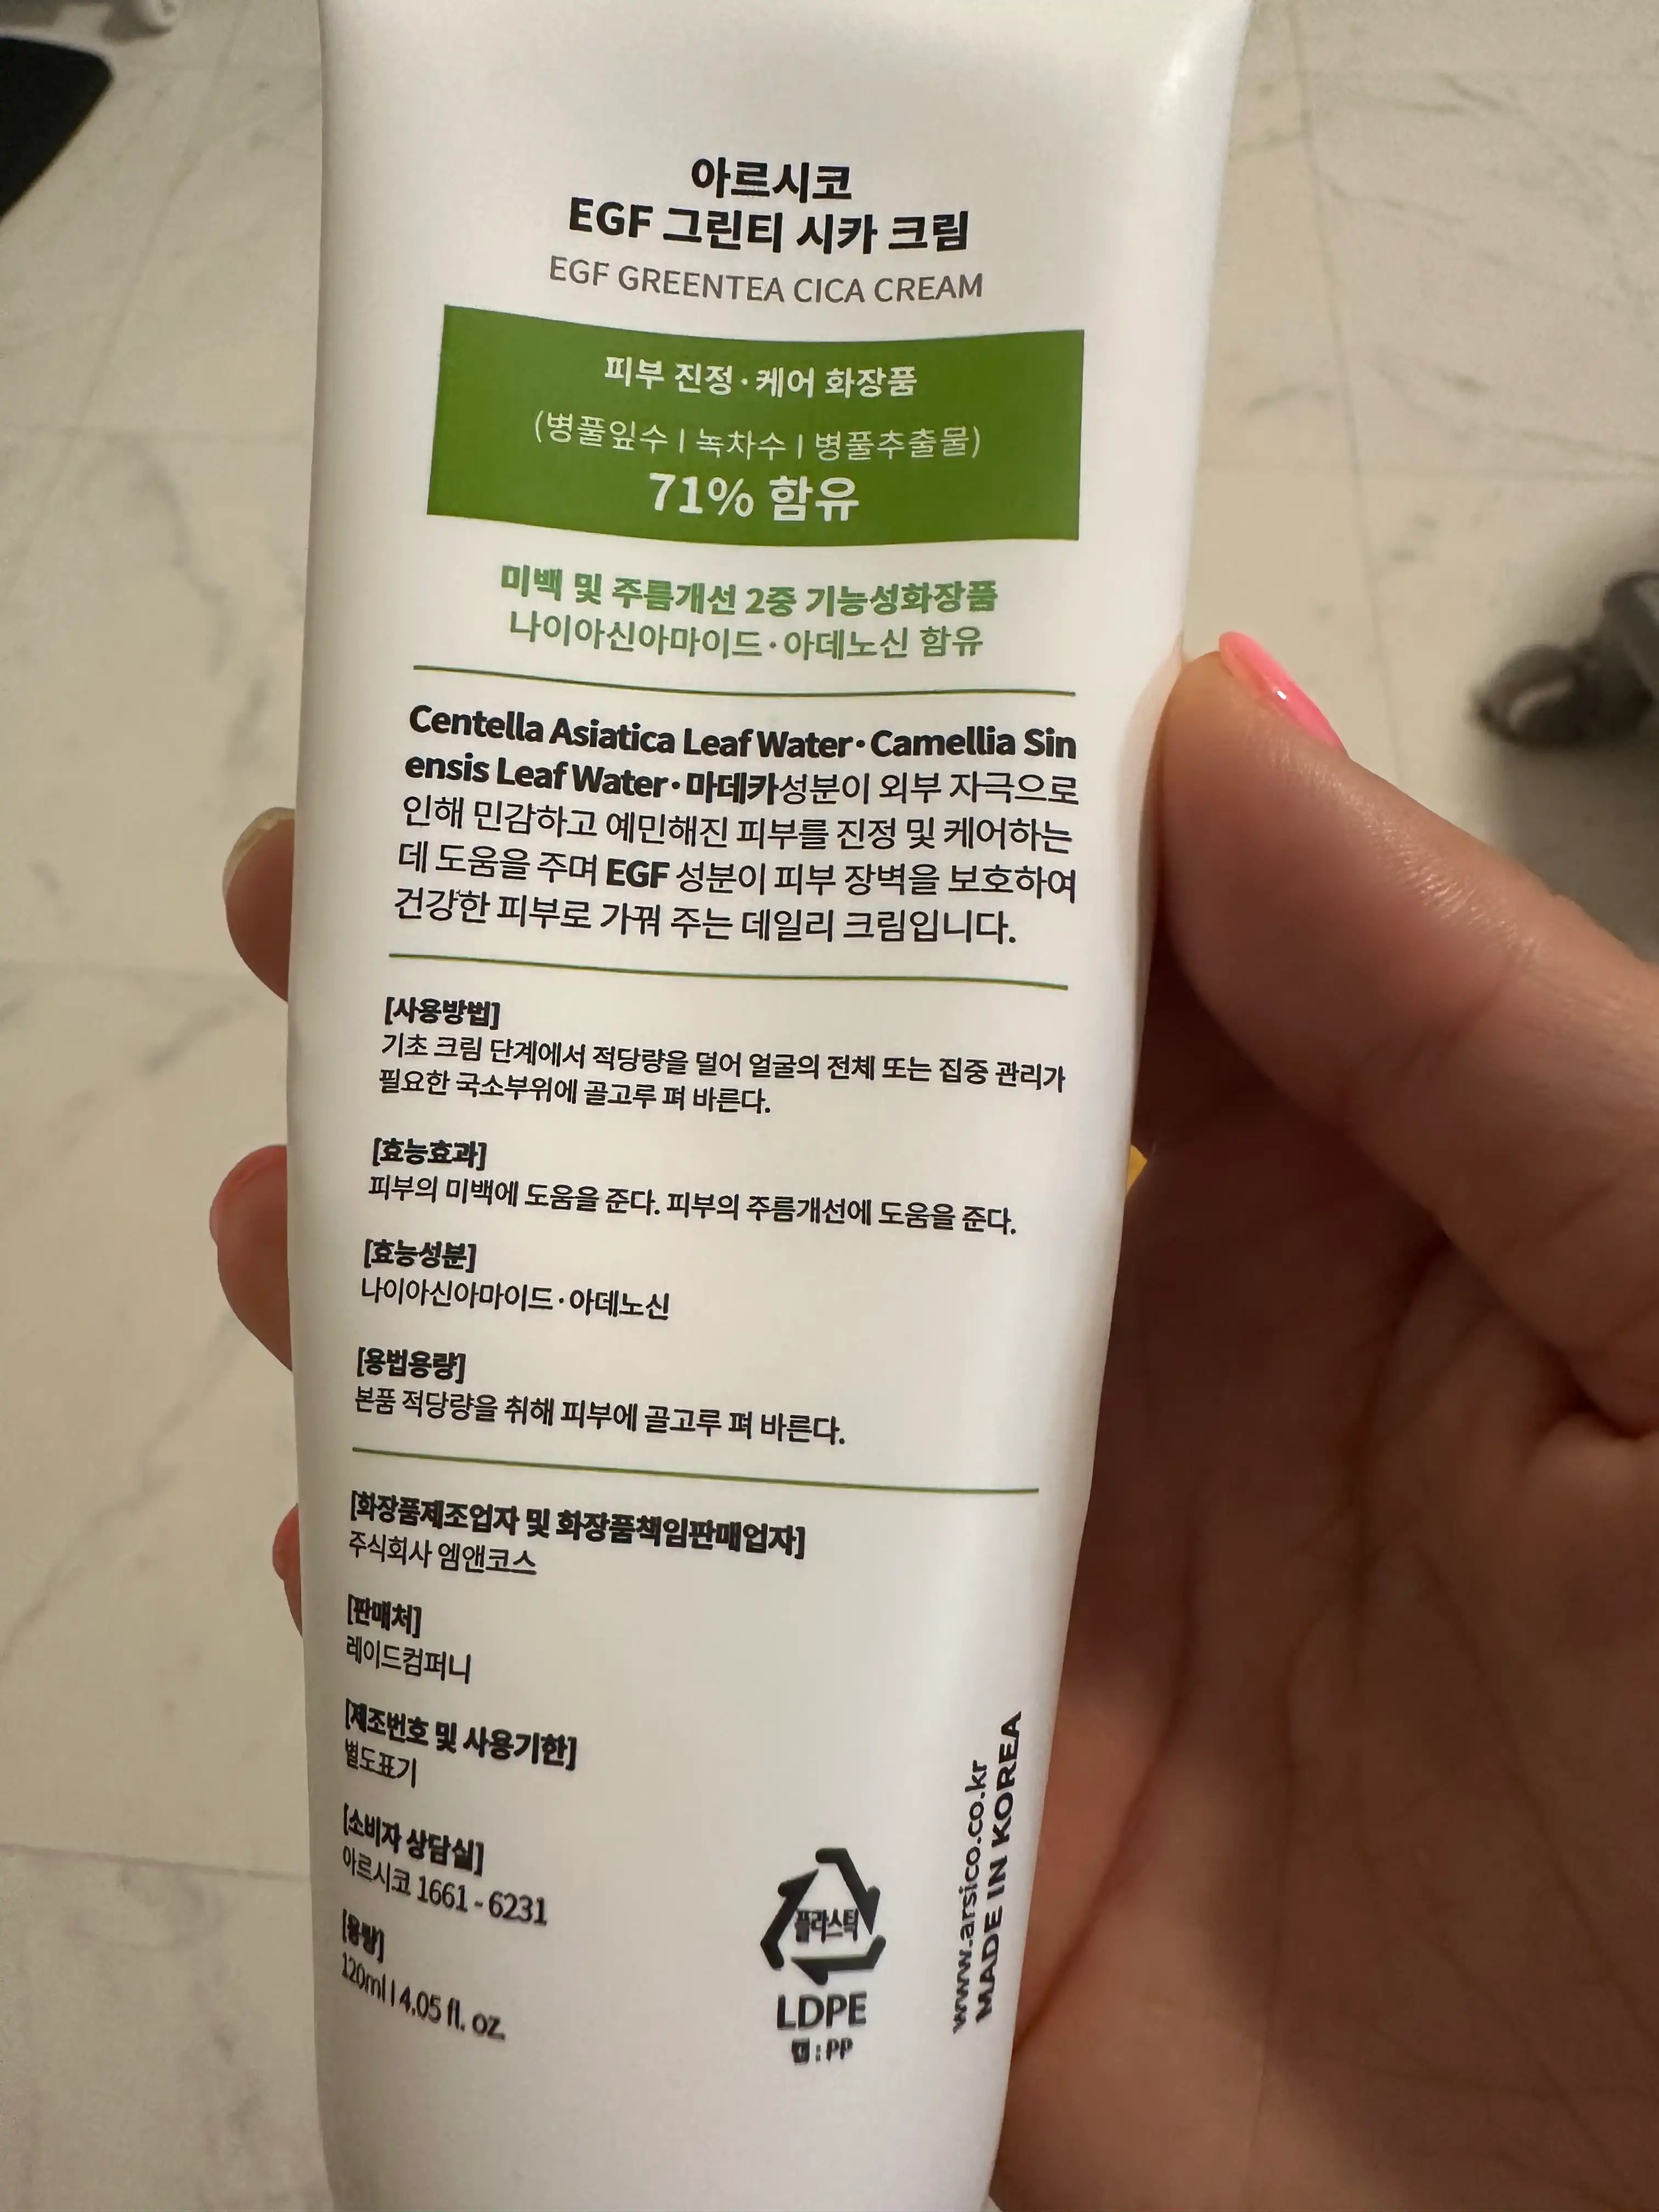 아르시코
EGF 그린티 시카 크림
EGF GREENTEA CICA CREAM
피부 진정·케어 화장품
(병풀잎수 I 녹차수 I 병풀추출물)
71% 함유
미백 및 주름개선 2중 기능성화장품
나이아신아마이드·아데노신 함유
Centella Asiatica Leaf Water·Camellia Sin
ensis Leaf Water·마데카성분이 외부 자극으로
인해 민감하고 예민해진 피부를 진정 및 케어하는
데 도움을 주며 EGF 성분이 피부 장벽을 보호하여
건강한 피부로 가꿔 주는 데일리 크림입니다.
[사용방법]
기초 크림 단계에서 적당량을 덜어 얼굴의 전체 또는 집중 관리가
필요한 국소부위에 골고루 펴 바른다.
[효능효과]
피부의 미백에 도움을 준다. 피부의 주름개선에 도움을 준다.
[효능성분]
나이아신아마이드·아데노신
[용법용량]
본품 적당량을 취해 피부에 골고루 펴 바른다.
[화장품제조업자 및 화장품책임판매업자]
주식회사 엠앤코스
[판매처]
레이드컴퍼니
[제조번호 및 사용기한]
별도표기
[소비자 상담실]
아르시코 1661-6231
[용량]
120ml I 4.05 fl. oz.
플라스틱
LDPE
캡:PP
www.arsico.co.kr
MADE IN KOREA